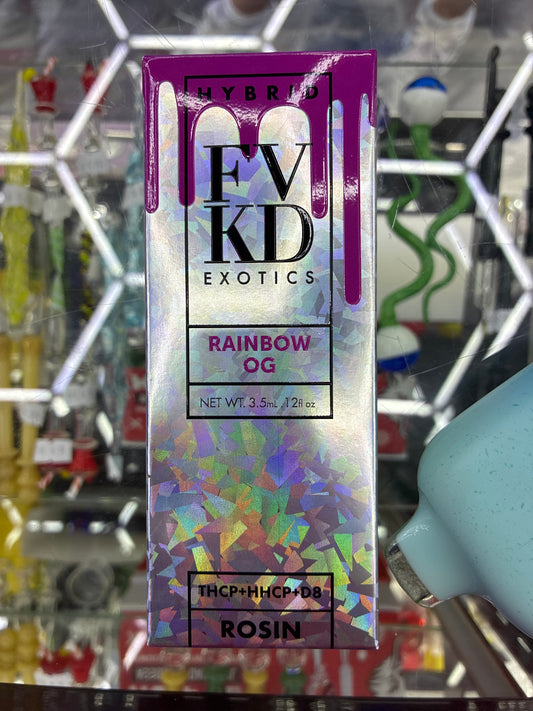 HYBRID
FV
KD
EXOTICS
RAINBOW
OG
NET WT. 3.5mL .12fl oz
THCP+HHCP+D8
ROSIN